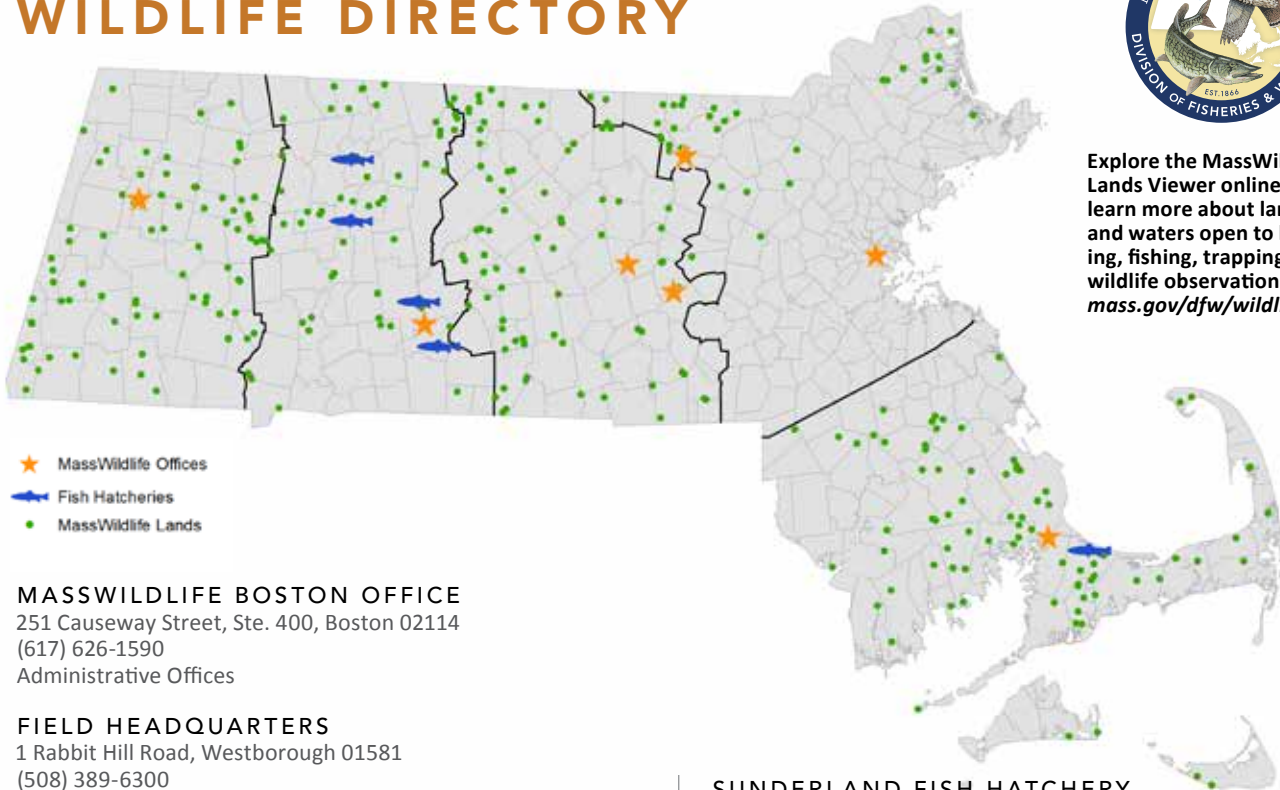 WILDLIFE DIRECTORY
DIVISION OF FISHERIES &
EST.1866
Explore the
Lands Viewer online
learn more about
and waters open to
ing, fishing, trapping
wildlife observation
mass.gov/dfw/
MassWildlife Offices
Fish Hatcheries
MassWildlife Lands
MASSWILDLIFE BOSTON OFFICE
251 Causeway Street, Ste. 400, Boston 02114
(617) 626-1590
Administrative Offices
FIELD HEADQUARTERS
1 Rabbit Hill Road, Westborough 01581
(508) 389-6300
SUNDERLAND FISH HATCHERY